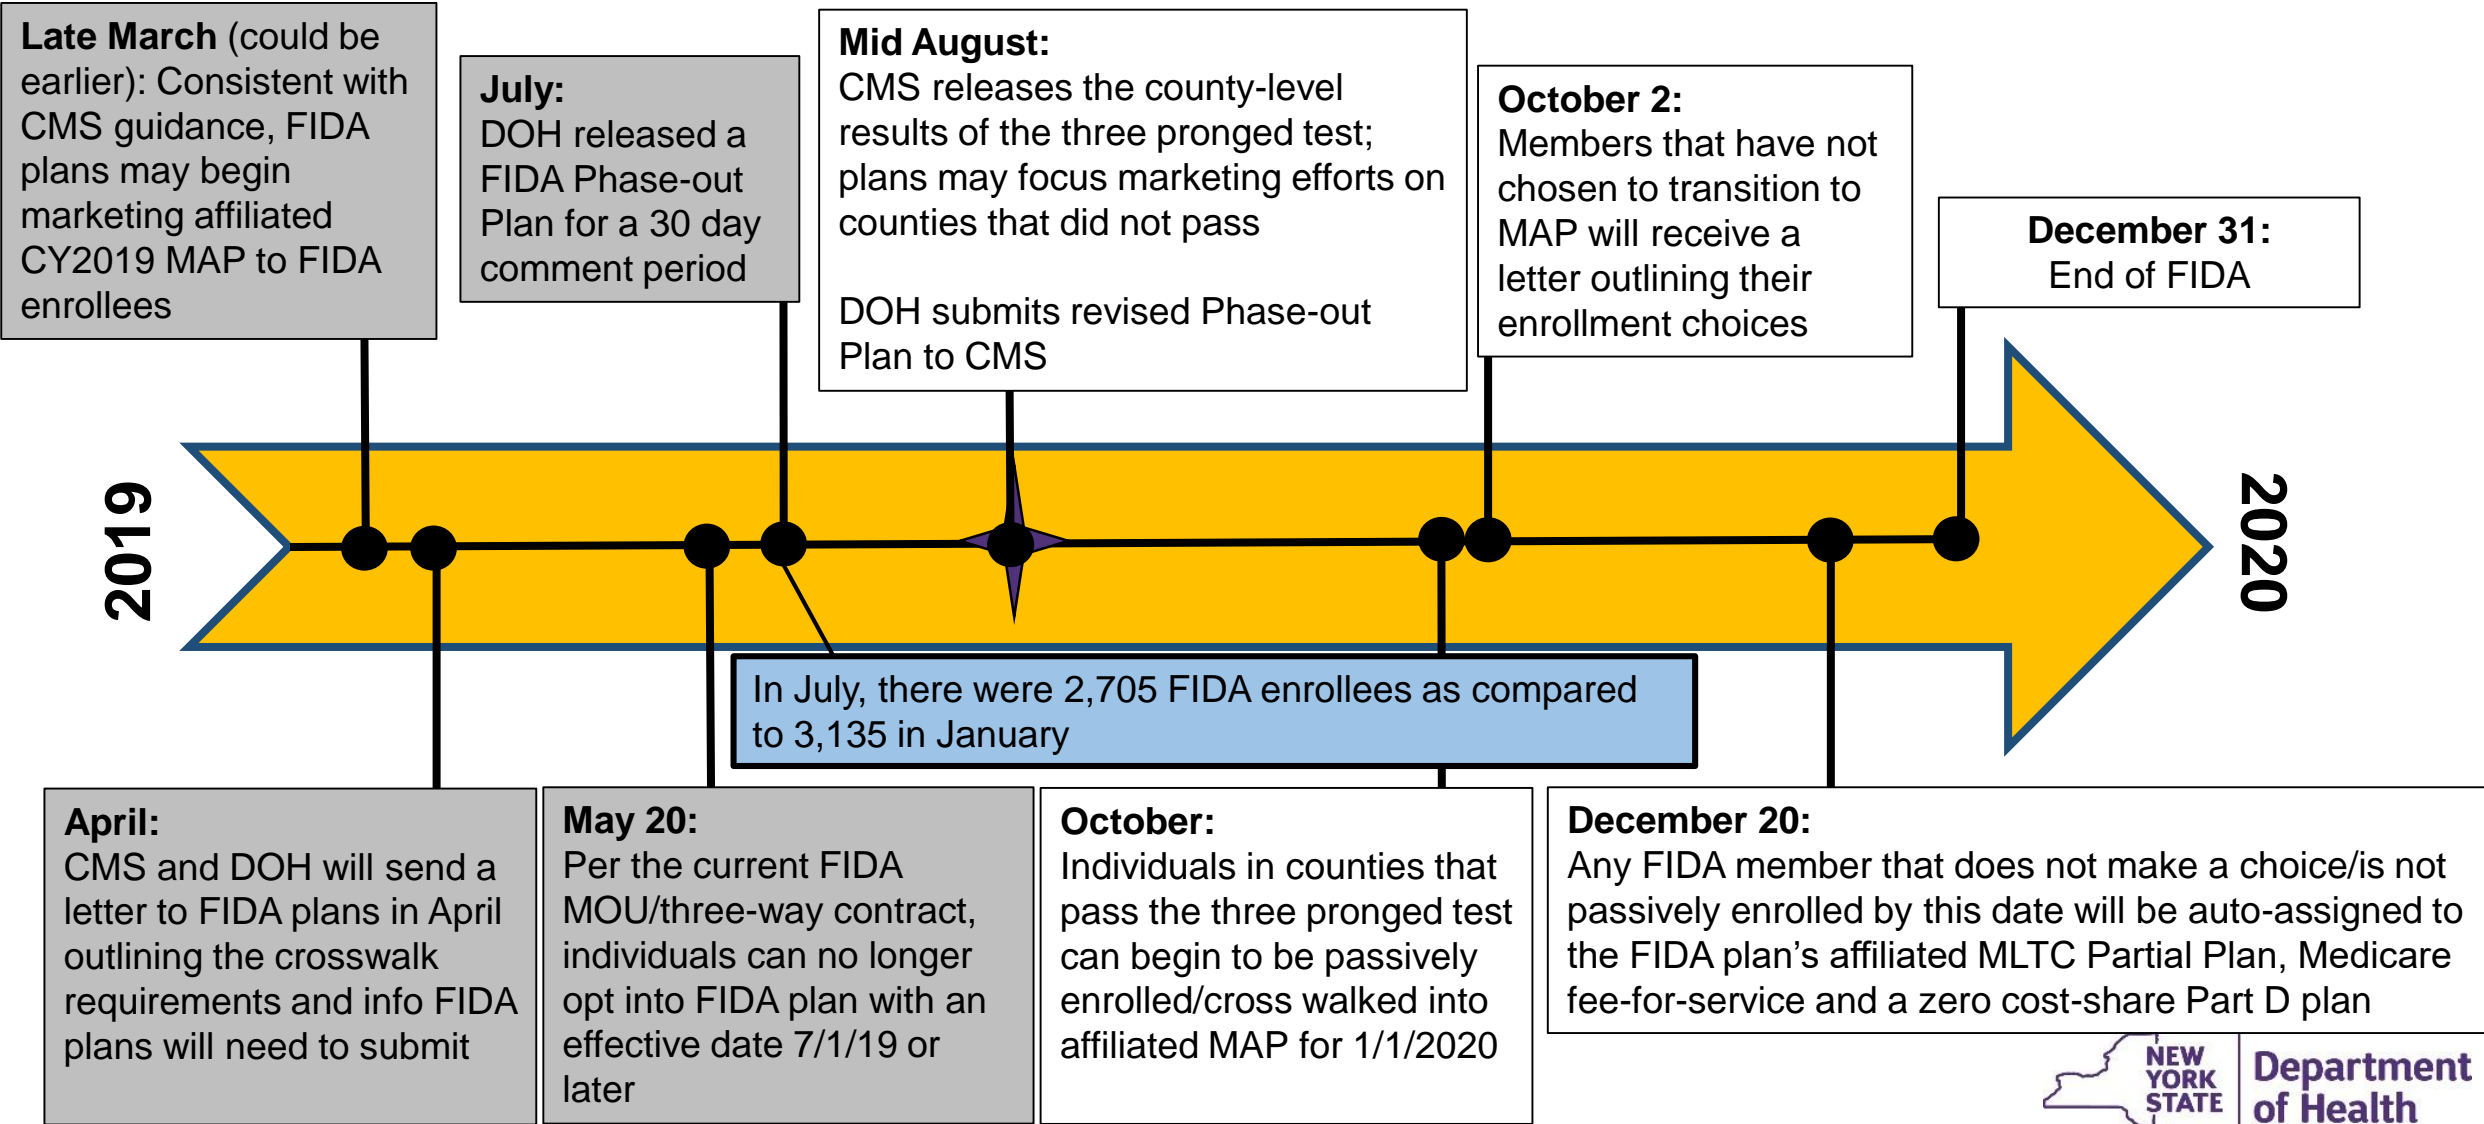 Late March (could be
earlier): Consistent with
CMS guidance, FIDA
plans may begin
marketing affiliated
CY2019 MAP to FIDA
enrollees
July:
DOH released a
FIDA Phase-out
Plan for a 30 day
comment period
Mid August:
CMS releases the county-level
results of the three pronged test;
plans may focus marketing efforts on
counties that did not pass
DOH submits revised Phase-out
Plan to CMS
October 2:
Members that have not
chosen to transition to
MAP will receive a
letter outlining their
enrollment choices
December 31:
End of FIDA
2019
2020
In July, there were 2,705 FIDA enrollees as compared
to 3,135 in January
April:
CMS and DOH will send a
letter to FIDA plans in April
outlining the crosswalk
requirements and info FIDA
plans will need to submit
May 20:
Per the current FIDA
MOU/three-way contract,
individuals can no longer
opt into FIDA plan with an
effective date 7/1/19 or
later
October:
Individuals in counties that
pass the three pronged test
can begin to be passively
enrolled/cross walked into
affiliated MAP for 1/1/2020
December 20:
Any FIDA member that does not make a choice/is not
passively enrolled by this date will be auto-assigned to
the FIDA plan's affiliated MLTC Partial Plan, Medicare
fee-for-service and a zero cost-share Part D plan
NEW
YORK
STATE
Department
of Health